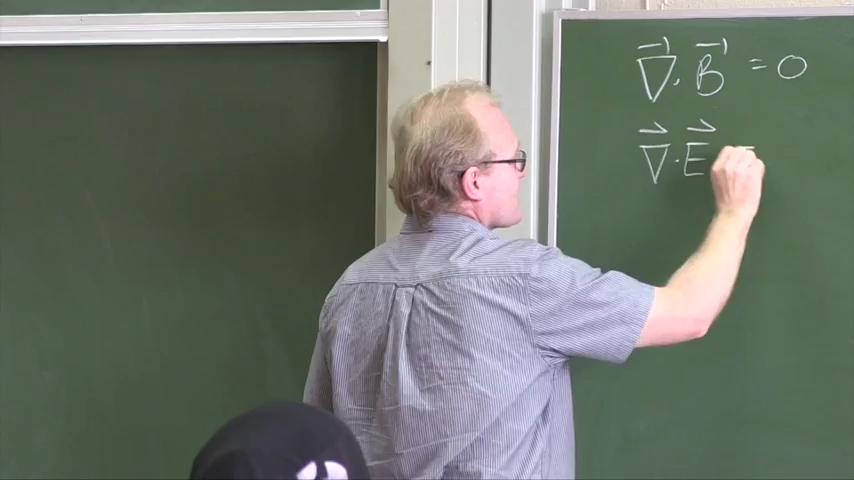 ∇⃗ · B⃗ = 0
∇⃗ · E⃗ =